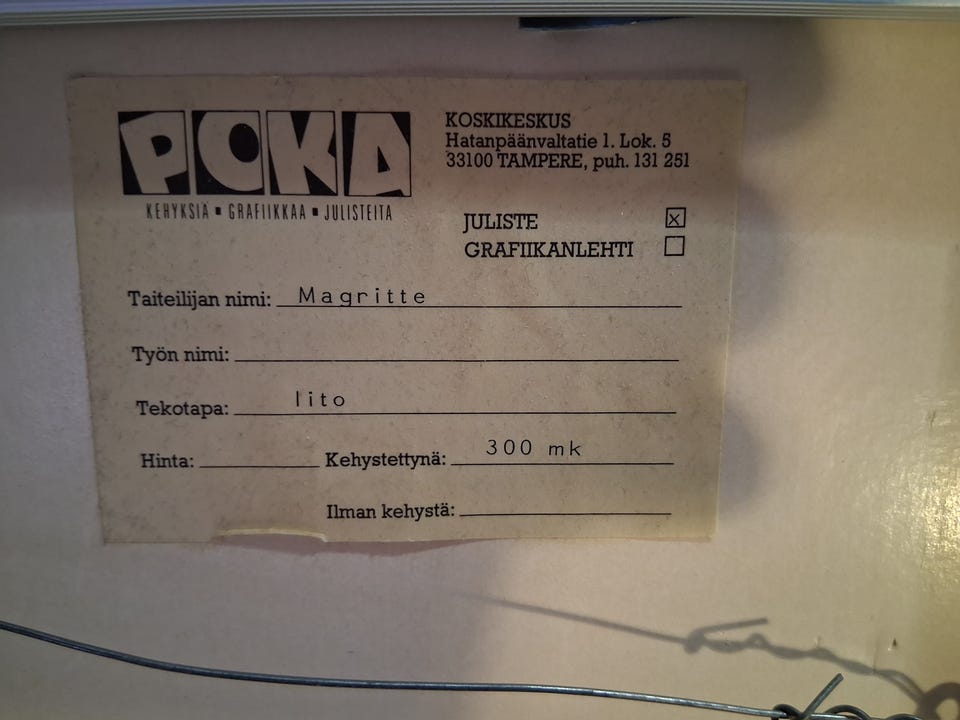 POKA
KEHYKSIÄ ▪ GRAFIIKKAA ▪ JULISTEITA
KOSKIKESKUS
Hatanpäänvaltatie 1. Lok. 5
33100 TAMPERE, puh. 131 251
JULISTE ☒
GRAFIIKANLEHTI ☐
Taiteilijan nimi: Magritte
Työn nimi:
Tekotapa: lito
Hinta: Kehystettynä: 300 mk
Ilman kehystä: